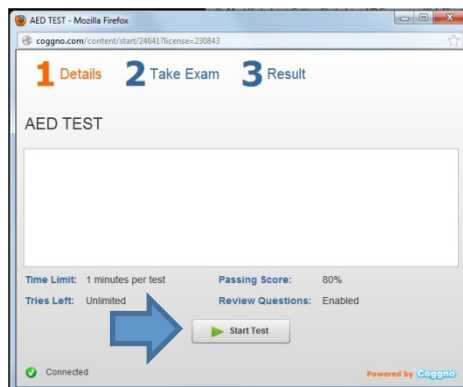 AED TEST - Mozilla Firefox
coggno.com/content/start/24641?license=230843
1 Details 2 Take Exam 3 Result
AED TEST
Time Limit: 1 minutes per test Passing Score: 80%
Tries Left: Unlimited Review Questions: Enabled
Start Test
Connected Powered by Coggno